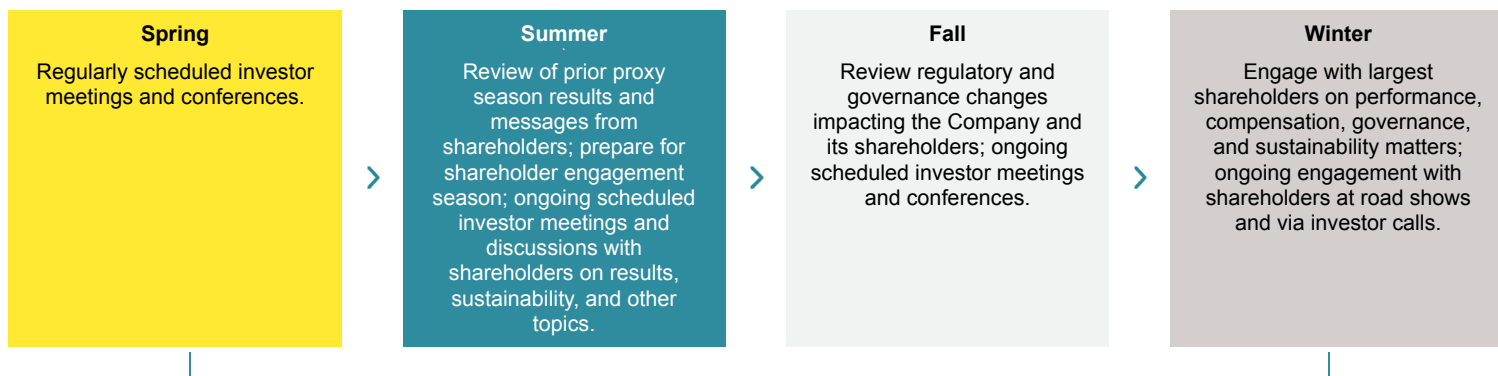 Spring
Regularly scheduled investor
meetings and conferences.
Summer
Review of prior proxy
season results and
messages from
shareholders; prepare for
shareholder engagement
season; ongoing scheduled
investor meetings and
discussions with
shareholders on results,
sustainability, and other
topics.
Fall
Review regulatory and
governance changes
impacting the Company and
its shareholders; ongoing
scheduled investor meetings
and conferences.
Winter
Engage with largest
shareholders on performance,
compensation, governance,
and sustainability matters;
ongoing engagement with
shareholders at road shows
and via investor calls.